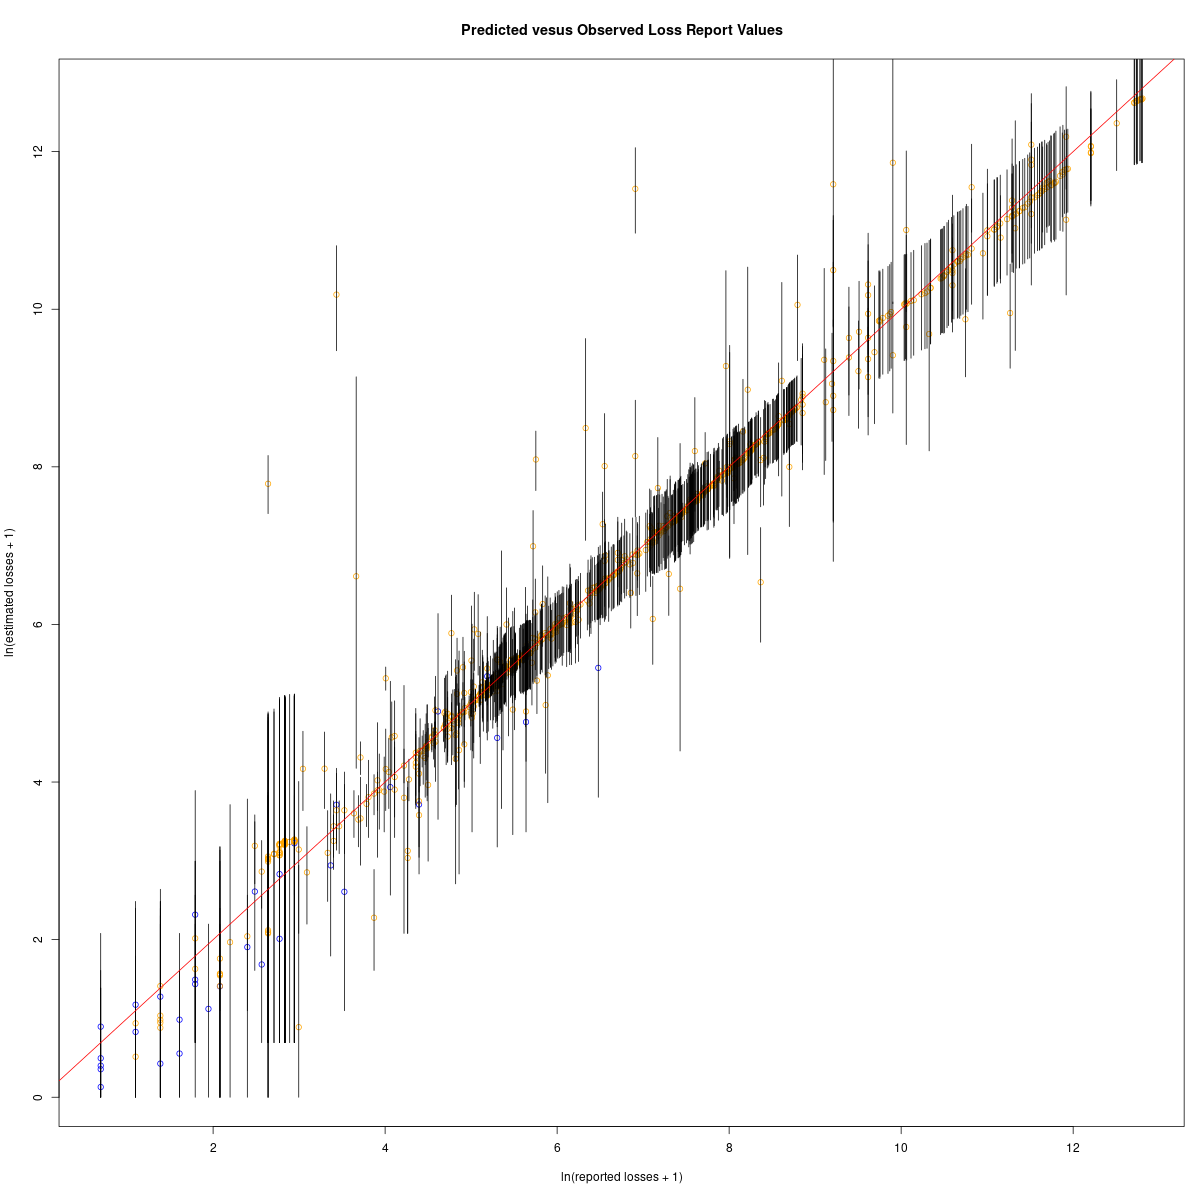 Predicted vesus Observed Loss Report Values
12
10
8
6
4
2
0
ln(estimated losses + 1)
2 4 6 8 10 12
ln(reported losses + 1)